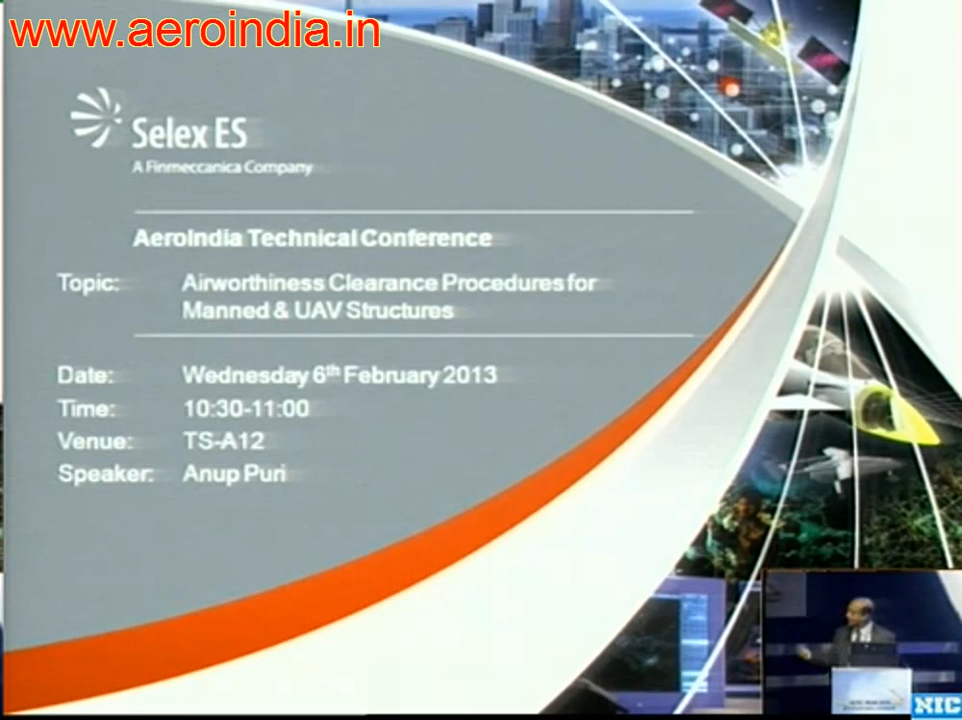 www.aeroindia.in
Selex ES
A Finmeccanica Company
AeroIndia Technical Conference
Topic: Airworthiness Clearance Procedures for
Manned & UAV Structures
Date: Wednesday 6th February 2013
Time: 10:30-11:00
Venue: TS-A12
Speaker: Anup Puri
NIC